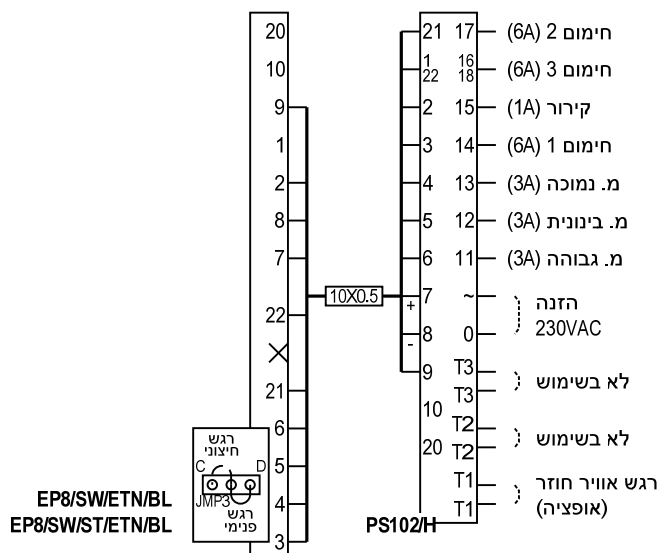 20 21 17 חימום 2 (6A)
10 1 22 16 18 חימום 3 (6A)
9 2 15 קירור (1A)
1 3 14 חימום 1 (6A)
2 4 13 מ. נמוכה (3A)
8 5 12 מ. בינונית (3A)
7 6 11 מ. גבוהה (3A)
10X0.5 7 ~ הזנה
22 + 8 0 230VAC
-
9 T3 לא בשימוש
21 10 T3
6 T2 לא בשימוש
20 T2
רגש
חיצוני
C D
5 T1 רגש אוויר חוזר
JMP3
4 T1 (אופציה)
רגש
פנימי
3
EP8/SW/ETN/BL
EP8/SW/ST/ETN/BL
PS102/H